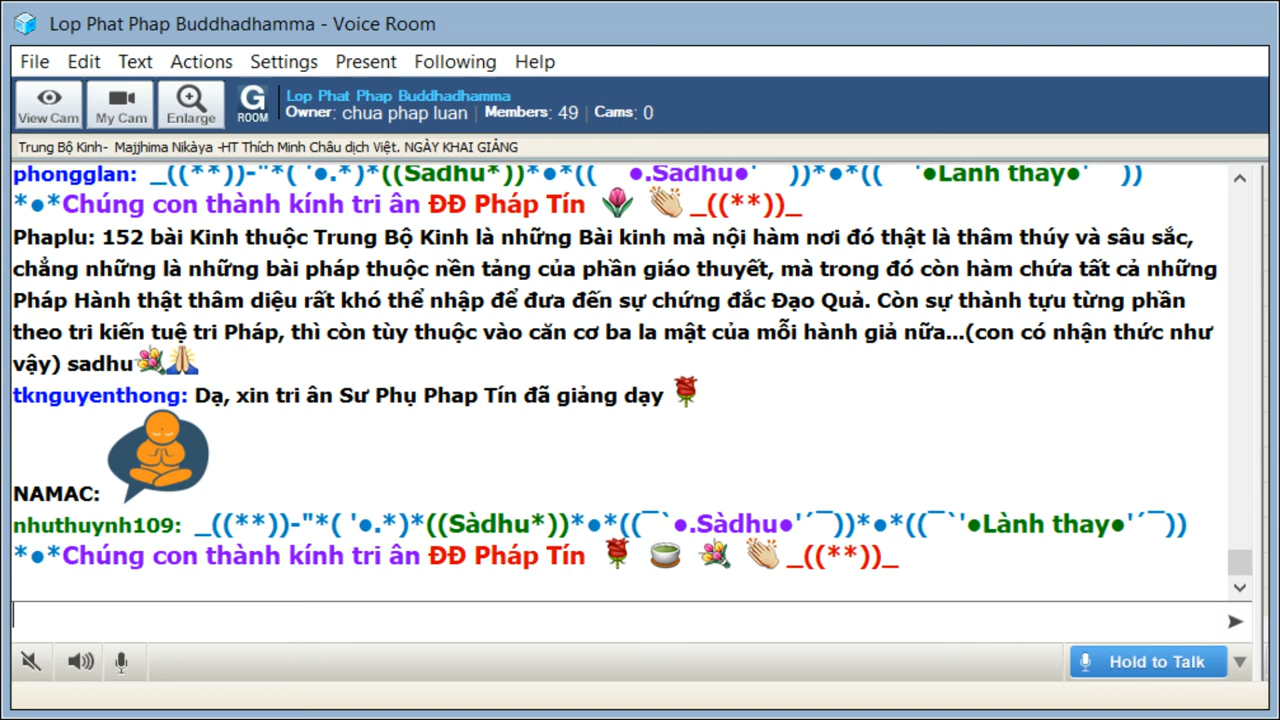 Lop Phat Phap Buddhadhamma - Voice Room
File Edit Text Actions Settings Present Following Help
View Cam My Cam Enlarge G ROOM Lop Phat Phap Buddhadhamma
Owner: chua phap luan | Members: 49 | Cams: 0
Trung Bộ Kinh- Majjhima Nikàya -HT Thích Minh Châu dịch Việt. NGÀY KHAI GIẢNG
phongglan: _((**))-"*( '●.*)*((Sàdhu*))*●*(( ●.Sàdhu●' ))*●*(( '●Lành thay●' ))
*●*Chúng con thành kính tri ân ĐĐ Pháp Tín 🌷 👏 _((**))_
Phaplu: 152 bài Kinh thuộc Trung Bộ Kinh là những Bài kinh mà nội hàm nơi đó thật là thâm thúy và sâu sắc,
chẳng những là những bài pháp thuộc nền tảng của phần giáo thuyết, mà trong đó còn hàm chứa tất cả những
Pháp Hành thật thâm diệu rất khó thể nhập để đưa đến sự chứng đắc Đạo Quả. Còn sự thành tựu từng phần
theo tri kiến tuệ tri Pháp, thì còn tùy thuộc vào căn cơ ba la mật của mỗi hành giả nữa...(con có nhận thức như
vậy) sadhu💐🙏
tknguyenthong: Dạ, xin tri ân Sư Phụ Phap Tín đã giảng dạy 🌹
NAMAC:
nhuthuynh109: _((**))-"*( '●.*)*((Sàdhu*))*●*((¯`●.Sàdhu●'´¯))*●*((¯`'●Lành thay●'´¯))
*●*Chúng con thành kính tri ân ĐĐ Pháp Tín 🌹 🍵 💐 👏 _((**))_
Hold to Talk